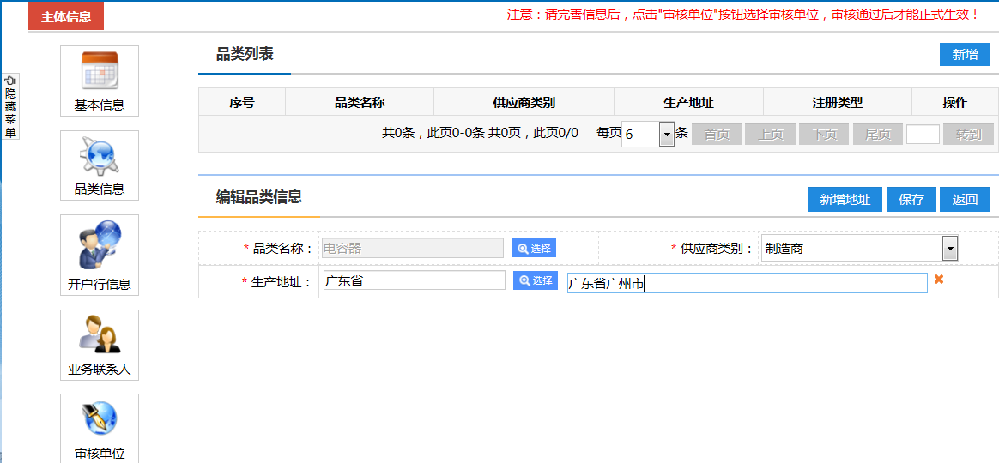 主体信息
注意：请完善信息后，点击"审核单位"按钮选择审核单位，审核通过后才能正式生效！
隐藏菜单
基本信息
品类信息
开户行信息
业务联系人
审核单位
品类列表
新增
序号 品类名称 供应商类别 生产地址 注册类型 操作
共0条，此页0-0条 共0页，此页0/0 每页 6 条 首页 上页 下页 尾页 转到
编辑品类信息
新增地址 保存 返回
* 品类名称： 电容器 选择 * 供应商类别： 制造商
* 生产地址： 广东省 选择 广东省广州市